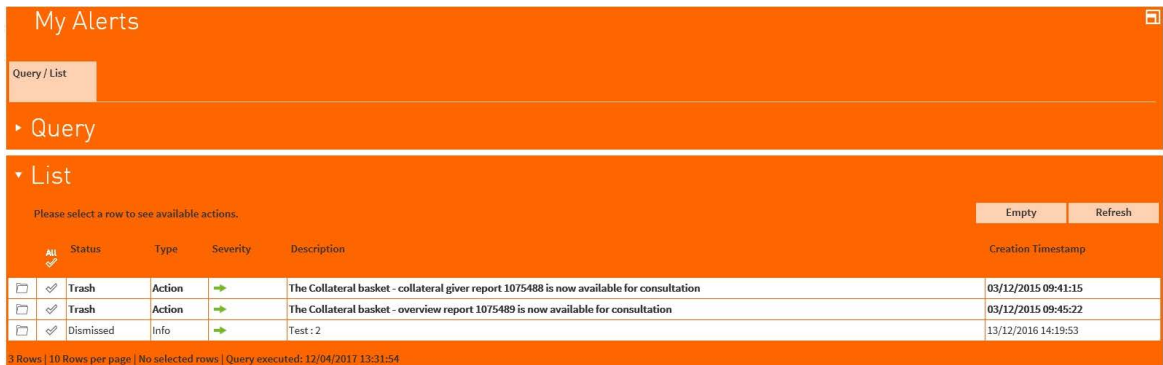 My Alerts
Query / List
Query
List
Please select a row to see available actions.
Empty Refresh
All Status Type Severity Description Creation Timestamp
Trash Action The Collateral basket - collateral giver report 1075488 is now available for consultation 03/12/2015 09:41:15
Trash Action The Collateral basket - overview report 1075489 is now available for consultation 03/12/2015 09:45:22
Dismissed Info Test : 2 13/12/2016 14:19:53
3 Rows | 10 Rows per page | No selected rows | Query executed: 12/04/2017 13:31:54